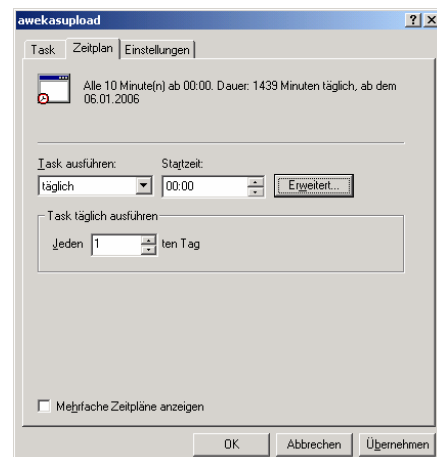 awekasupload
Task Zeitplan Einstellungen
Alle 10 Minute(n) ab 00:00. Dauer: 1439 Minuten täglich, ab dem
06.01.2006
Task ausführen: Startzeit:
täglich 00:00 Erweitert...
Task täglich ausführen
Jeden 1 ten Tag
Mehrfache Zeitpläne anzeigen
OK Abbrechen Übernehmen